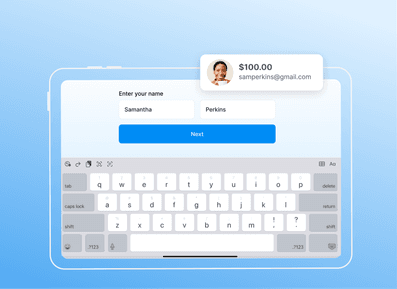 $100.00
samperkins@gmail.com
Enter your name
Samantha Perkins
Next
Aa
tab q w e r t y u i o p delete
caps lock a s d f g h j k l return
shift z x c v b n m ! , ? . shift
.?123 .?123